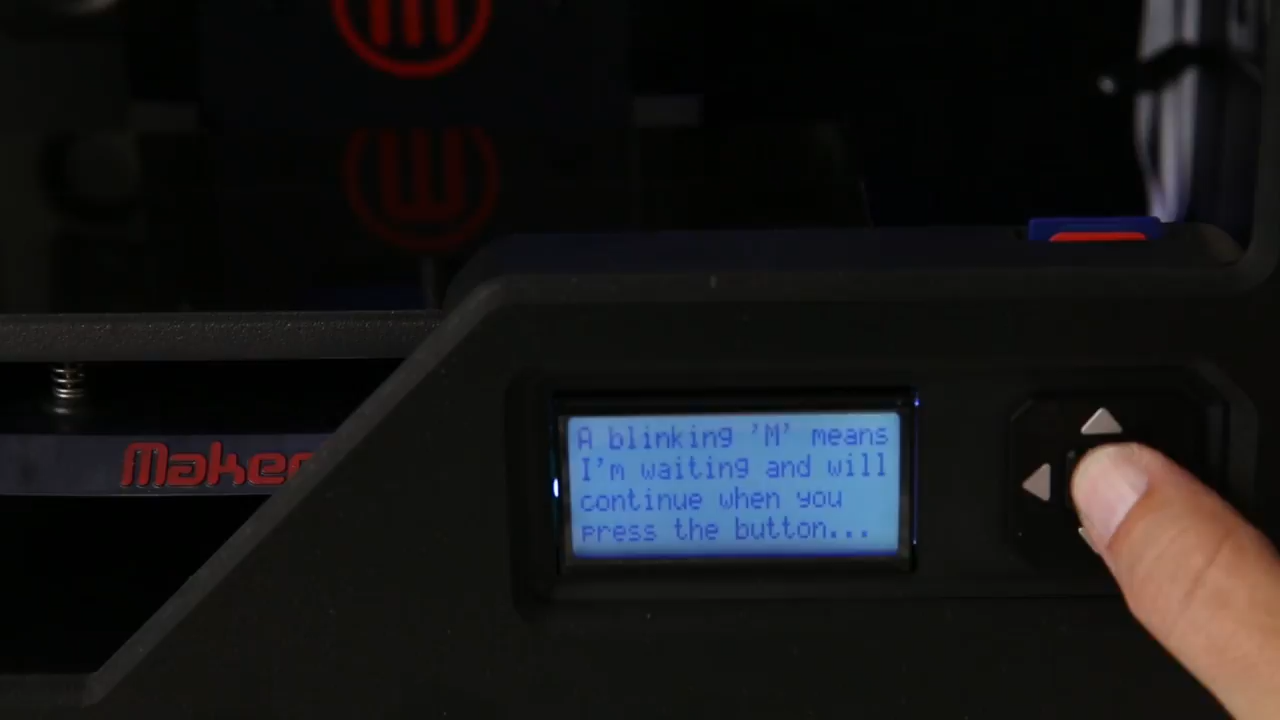 A blinking 'M' means
I'm waiting and will
continue when you
press the button...
Maker